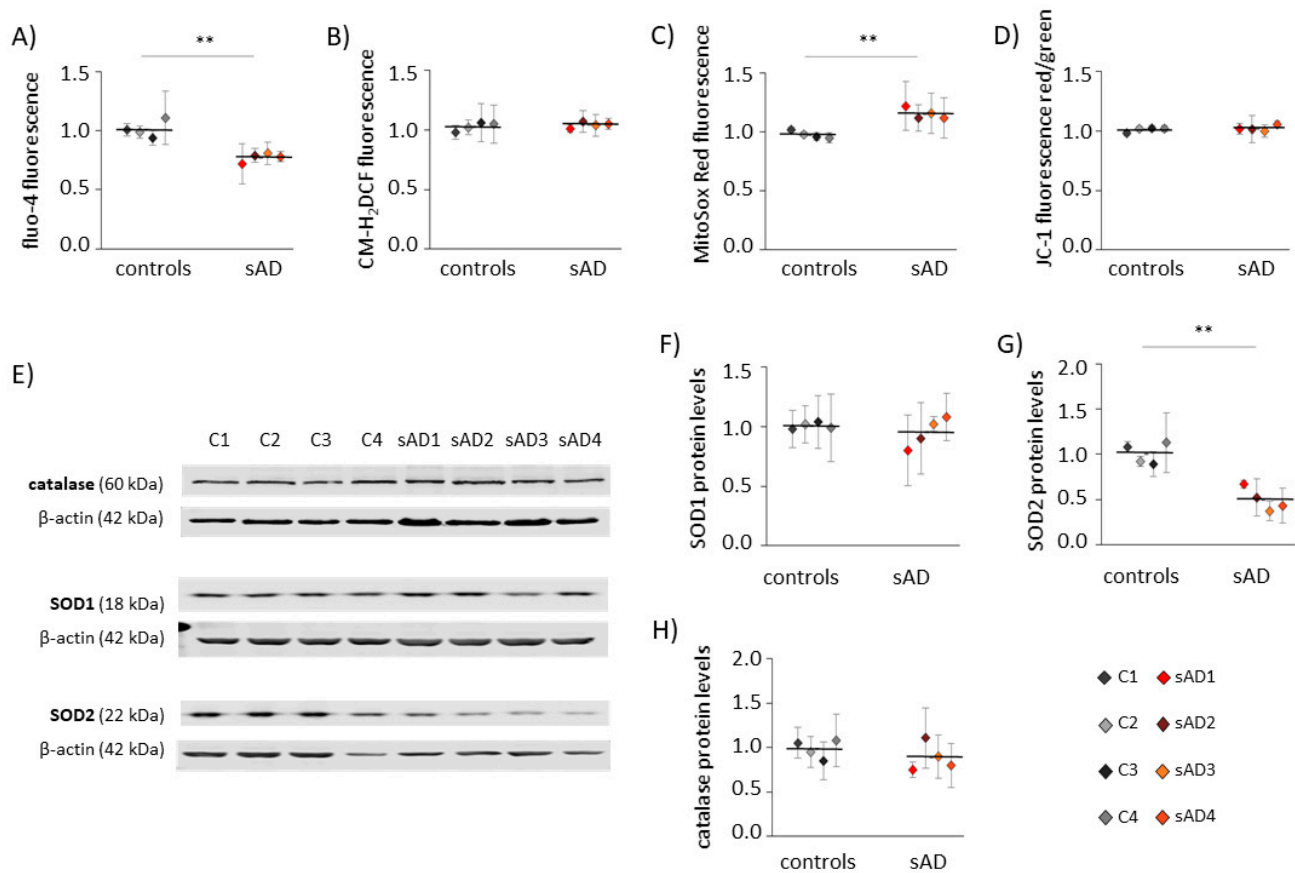 A)
**
fluo-4 fluorescence
1.5
1.0
0.5
0.0
controls sAD
B)
CM-H₂DCF fluorescence
1.5
1.0
0.5
0.0
controls sAD
C)
**
MitoSox Red fluorescence
1.5
1.0
0.5
0.0
controls sAD
D)
JC-1 fluorescence red/green
1.5
1.0
0.5
0.0
controls sAD
E)
C1 C2 C3 C4 sAD1 sAD2 sAD3 sAD4
catalase (60 kDa)
β-actin (42 kDa)
SOD1 (18 kDa)
β-actin (42 kDa)
SOD2 (22 kDa)
β-actin (42 kDa)
F)
SOD1 protein levels
1.5
1.0
0.5
0.0
controls sAD
G)
**
SOD2 protein levels
2.0
1.5
1.0
0.5
0.0
controls sAD
H)
catalase protein levels
2.0
1.5
1.0
0.5
0.0
controls sAD
C1 sAD1
C2 sAD2
C3 sAD3
C4 sAD4